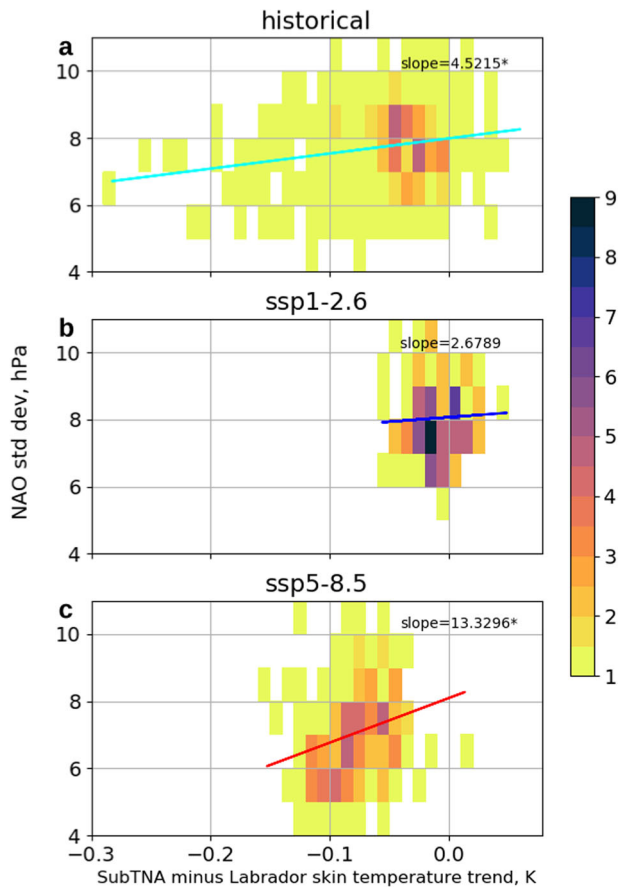 historical
a
slope=4.5215*
10
8
6
4
ssp1-2.6
b
slope=2.6789
10
8
6
4
NAO std dev, hPa
ssp5-8.5
c
slope=13.3296*
10
8
6
4
−0.3 −0.2 −0.1 0.0
SubTNA minus Labrador skin temperature trend, K
9
8
7
6
5
4
3
2
1